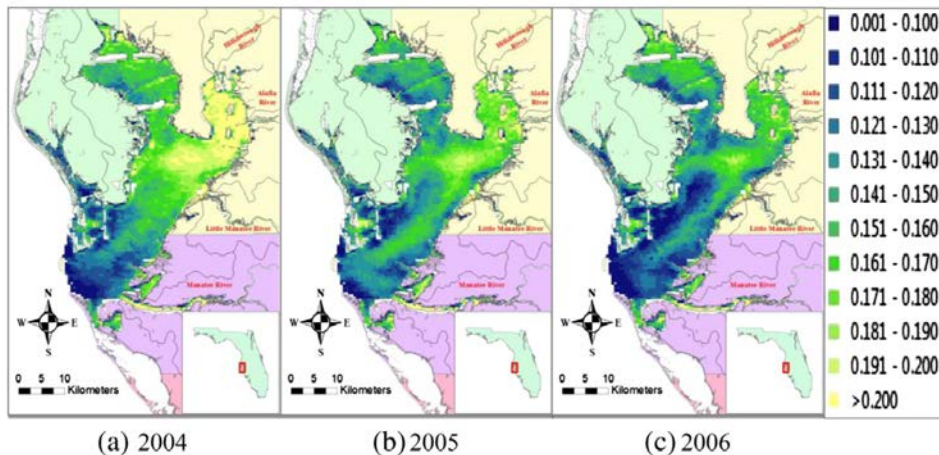 Hillsborough
River
Alafia
River
Little Manatee River
Manatee River
N
W E
S
0 5 10
Kilometers
Hillsborough
River
Alafia
River
Little Manatee River
Manatee River
N
W E
S
0 5 10
Kilometers
Hillsborough
River
Alafia
River
Little Manatee River
Manatee River
N
W E
S
0 5 10
Kilometers
0.001 - 0.100
0.101 - 0.110
0.111 - 0.120
0.121 - 0.130
0.131 - 0.140
0.141 - 0.150
0.151 - 0.160
0.161 - 0.170
0.171 - 0.180
0.181 - 0.190
0.191 - 0.200
>0.200
(a) 2004
(b) 2005
(c) 2006